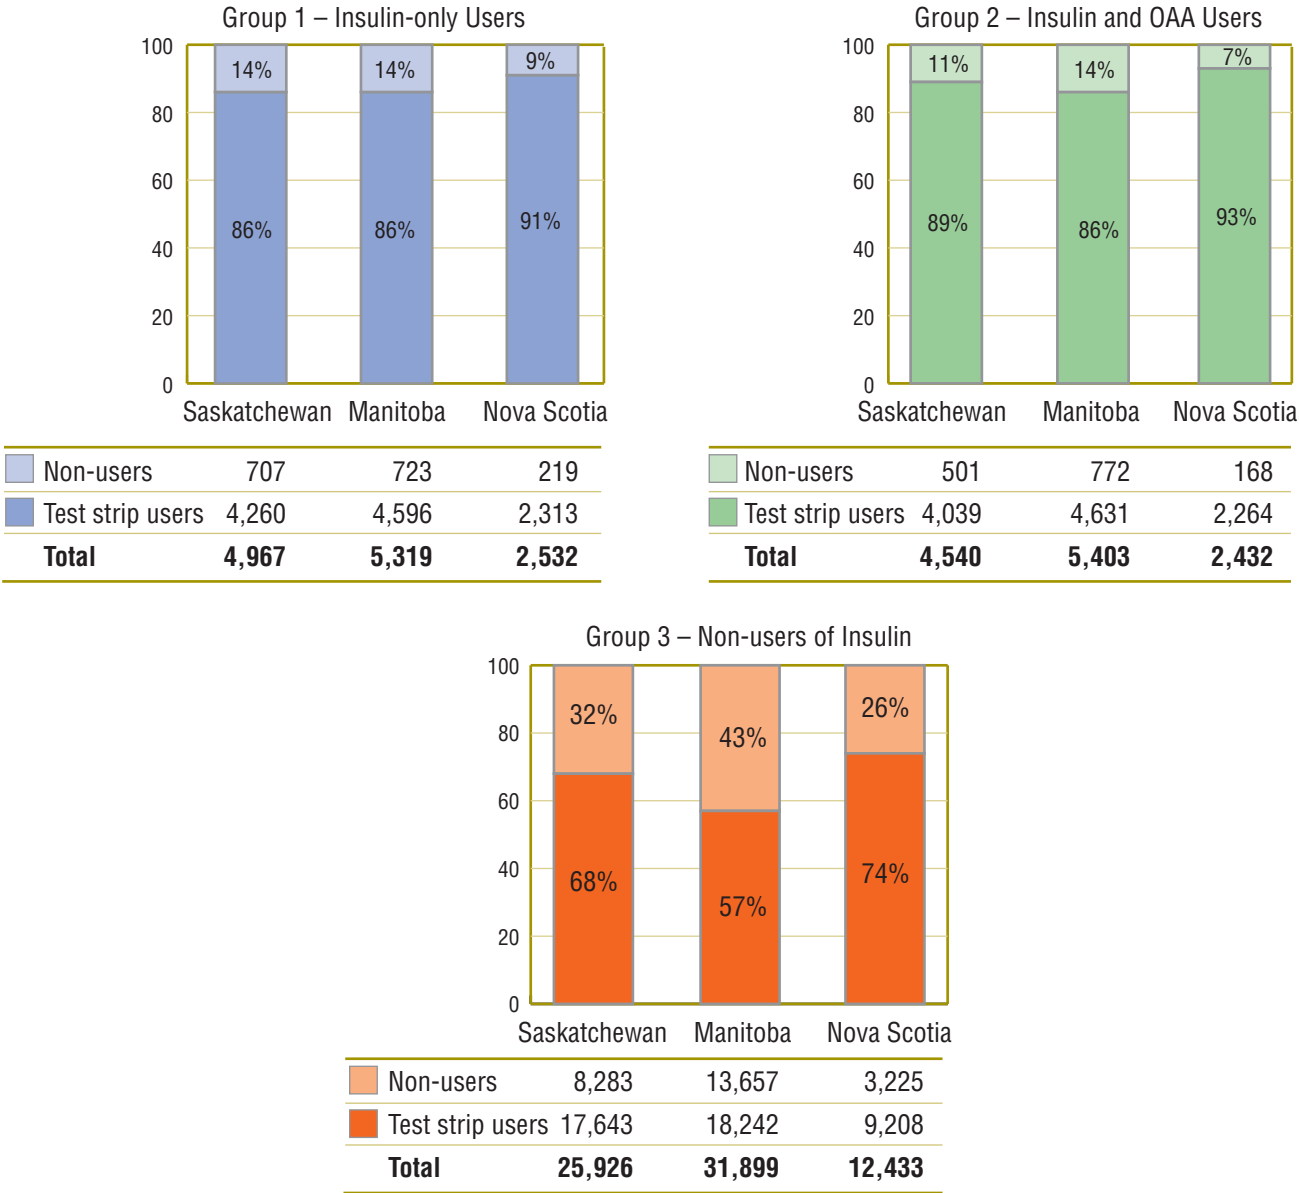 Group 1 – Insulin-only Users
100
80
60
40
20
0
14%
14%
9%
86%
86%
91%
Saskatchewan Manitoba Nova Scotia
Non-users 707 723 219
Test strip users 4,260 4,596 2,313
Total 4,967 5,319 2,532
Group 2 – Insulin and OAA Users
100
80
60
40
20
0
11%
14%
7%
89%
86%
93%
Saskatchewan Manitoba Nova Scotia
Non-users 501 772 168
Test strip users 4,039 4,631 2,264
Total 4,540 5,403 2,432
Group 3 – Non-users of Insulin
100
80
60
40
20
0
32%
43%
26%
68%
57%
74%
Saskatchewan Manitoba Nova Scotia
Non-users 8,283 13,657 3,225
Test strip users 17,643 18,242 9,208
Total 25,926 31,899 12,433